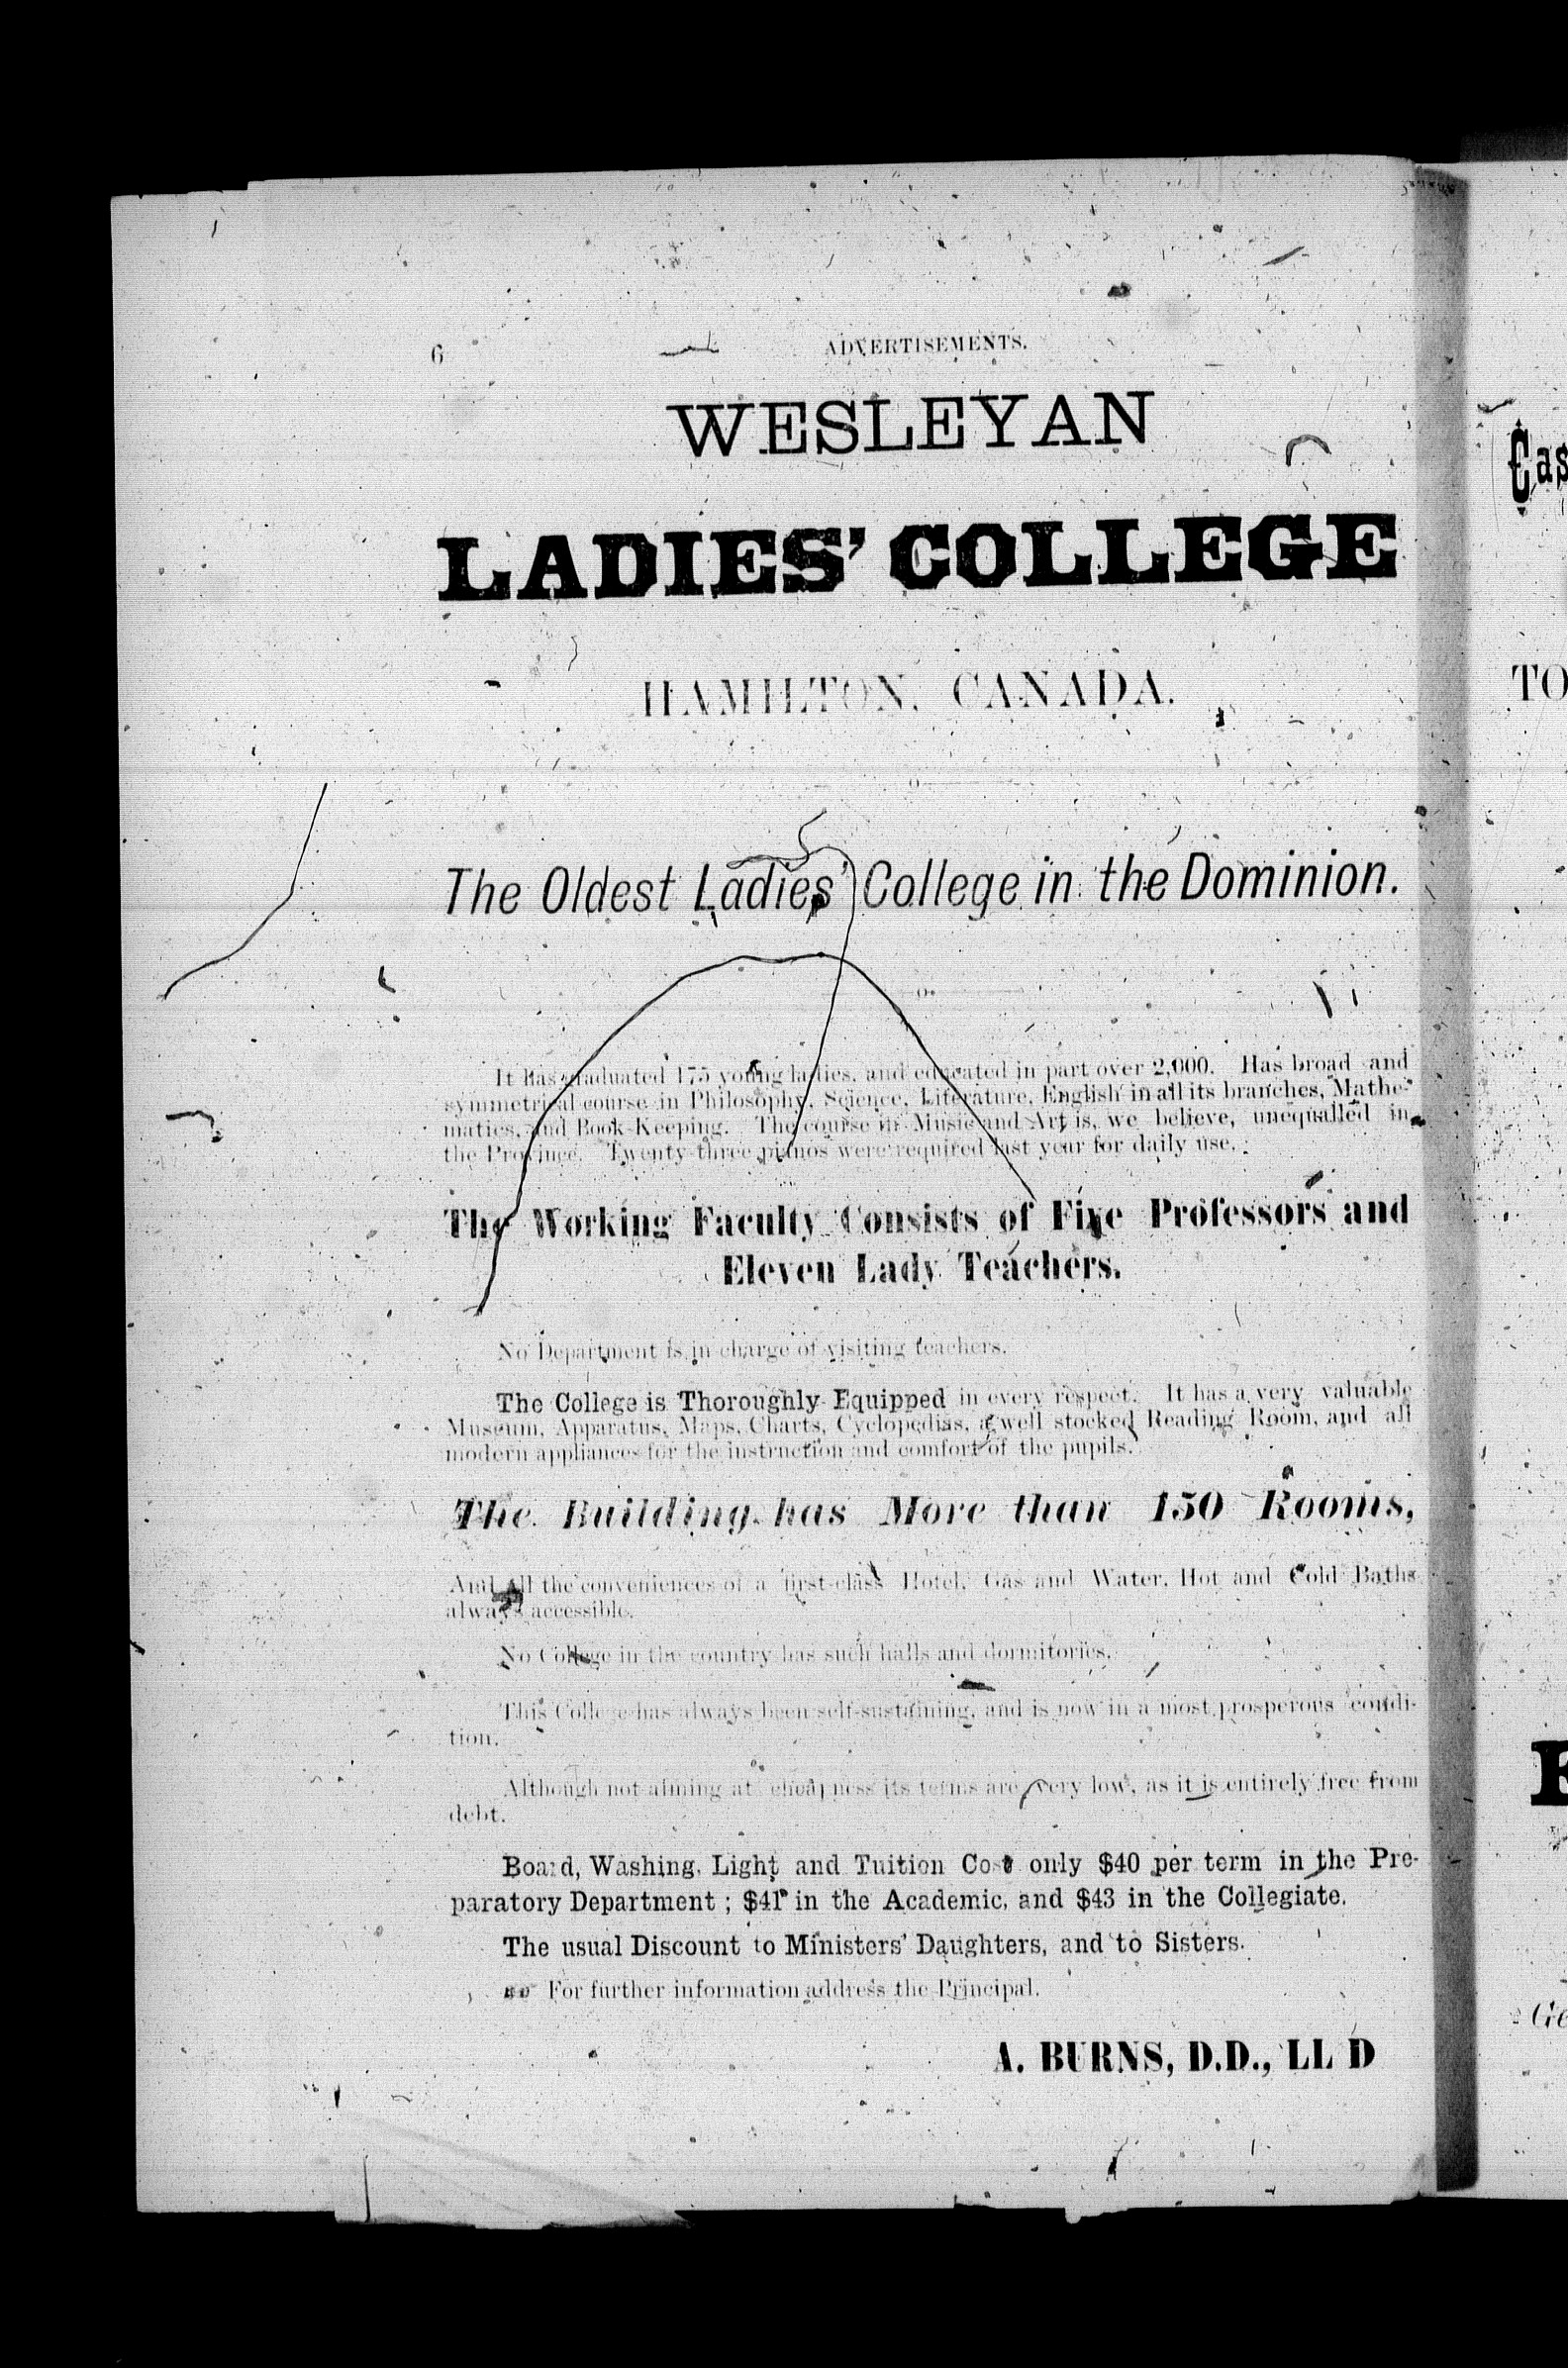 6
ADVERTISEMENTS.
WESLEYAN
LADIES' COLLEGE
HAMILTON, CANADA.
o
The Oldest Ladies' College in the Dominion.
o
It has graduated 175 young ladies, and educated in part over 2,000. Has broad and
symmetrical course in Philosophy, Science, Literature, English in all its branches, Mathe-
matics, and Book-Keeping. The course in Music and Art is, we believe, unequalled in
the Province. Twenty-three pianos were required last year for daily use.
The Working Faculty Consists of Five Professors and
Eleven Lady Teachers.
No Department is in charge of visiting teachers.
The College is Thoroughly Equipped in every respect. It has a very valuable
Museum, Apparatus, Maps, Charts, Cyclopedias, a well stocked Reading Room, and all
modern appliances for the instruction and comfort of the pupils.
The Building has More than 150 Rooms,
And all the conveniences of a first-class Hotel. Gas and Water, Hot and Cold Baths
always accessible.
No College in the country has such halls and dormitories.
This College has always been self-sustaining, and is now in a most prosperous condi-
tion.
Although not aiming at cheapness its terms are very low, as it is entirely free from
debt.
Board, Washing, Light and Tuition Cost only $40 per term in the Pre-
paratory Department ; $41 in the Academic, and $43 in the Collegiate.
The usual Discount to Ministers' Daughters, and to Sisters.
For further information address the Principal.
A. BURNS, D.D., LL D
Cas
TO
E
Ge